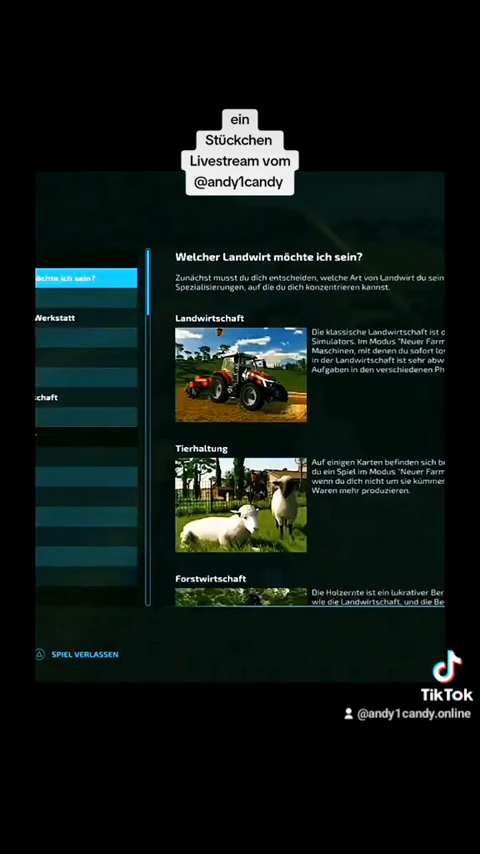 ein
Stückchen
Livestream vom
@andy1candy
Welcher Landwirt möchte ich sein?
Zunächst musst du dich entscheiden, welche Art von Landwirt du sein
Spezialisierungen, auf die du dich konzentrieren kannst.
möchte ich sein?
Werkstatt
schaft
Landwirtschaft
Die klassische Landwirtschaft ist d
Simulators. Im Modus "Neuer Farm
Maschinen, mit denen du sofort los
in der Landwirtschaft ist sehr abw
Aufgaben in den verschiedenen Ph
Tierhaltung
Auf einigen Karten befinden sich be
du ein Spiel im Modus "Neuer Farm
wenn du dich nicht um sie kümmer
Waren mehr produzieren.
Forstwirtschaft
Die Holzernte ist ein lukrativer Ber
wie die Landwirtschaft, und die Be
SPIEL VERLASSEN
TikTok
@andy1candy.online